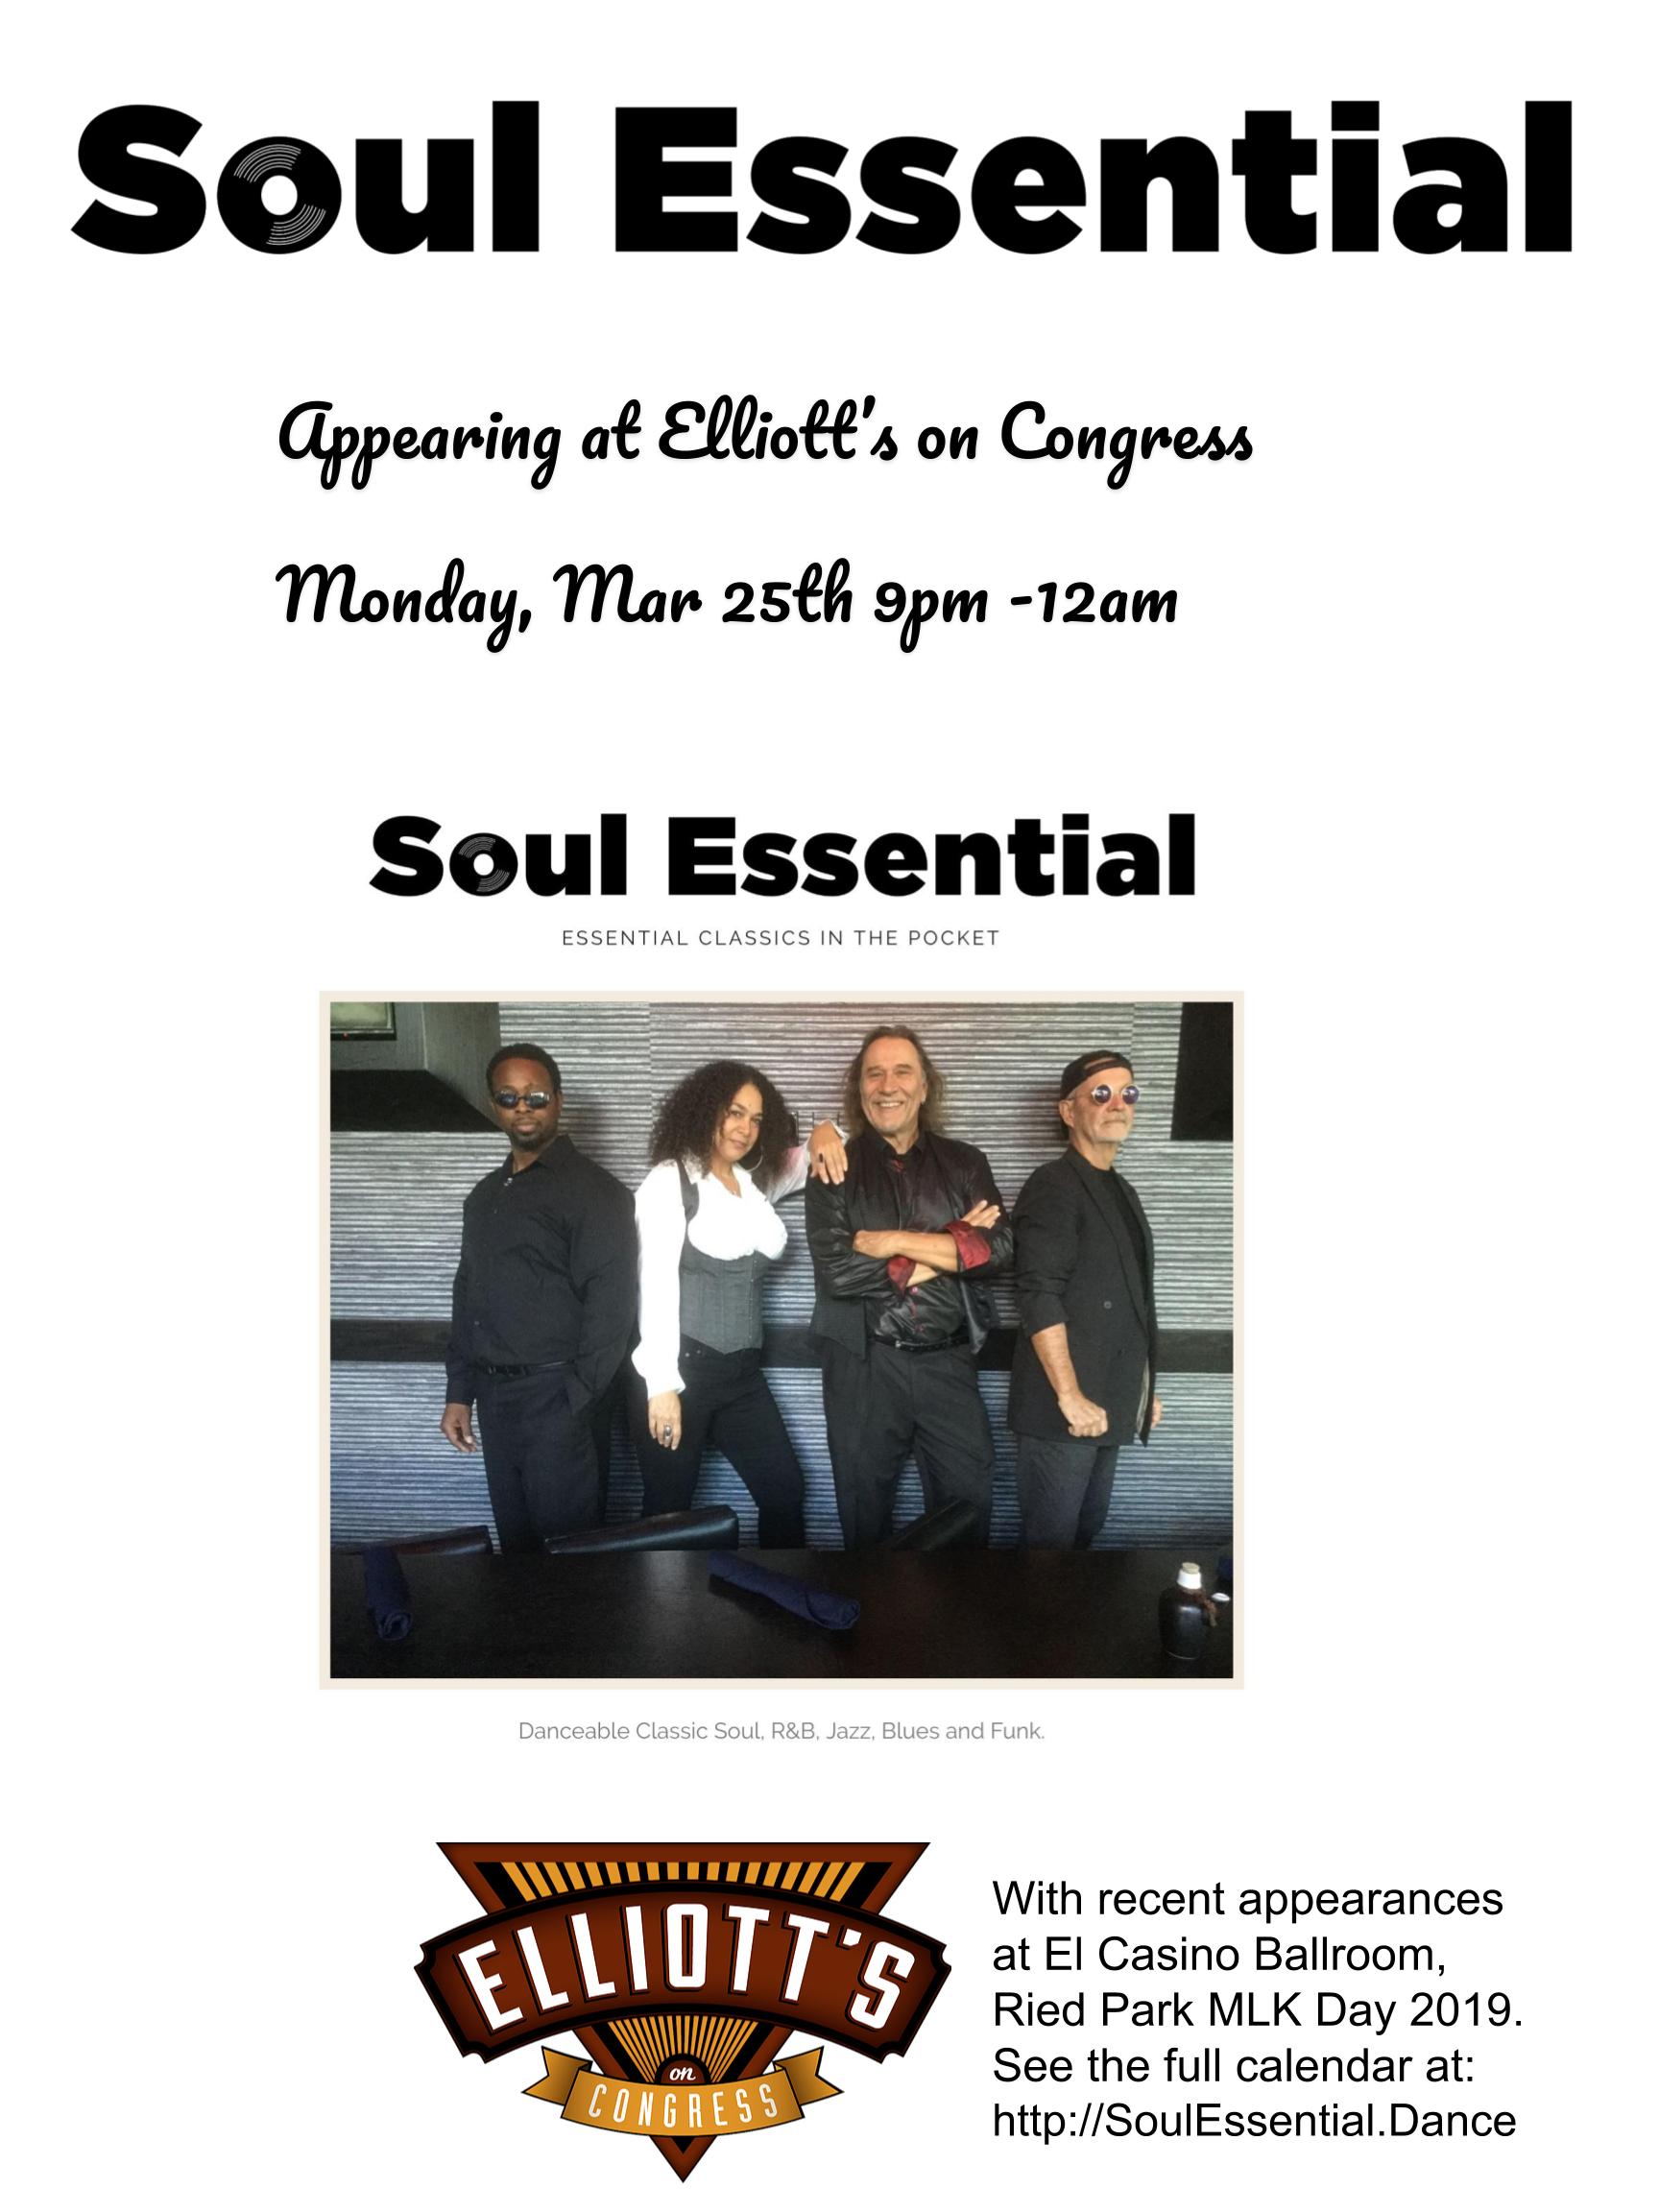 Soul Essential
Appearing at Elliott's on Congress
Monday, Mar 25th 9pm -12am
Soul Essential
ESSENTIAL CLASSICS IN THE POCKET
Danceable Classic Soul, R&B, Jazz, Blues and Funk.
ELLIOTT'S
on
CONGRESS
With recent appearances
at El Casino Ballroom,
Ried Park MLK Day 2019.
See the full calendar at:
http://SoulEssential.Dance